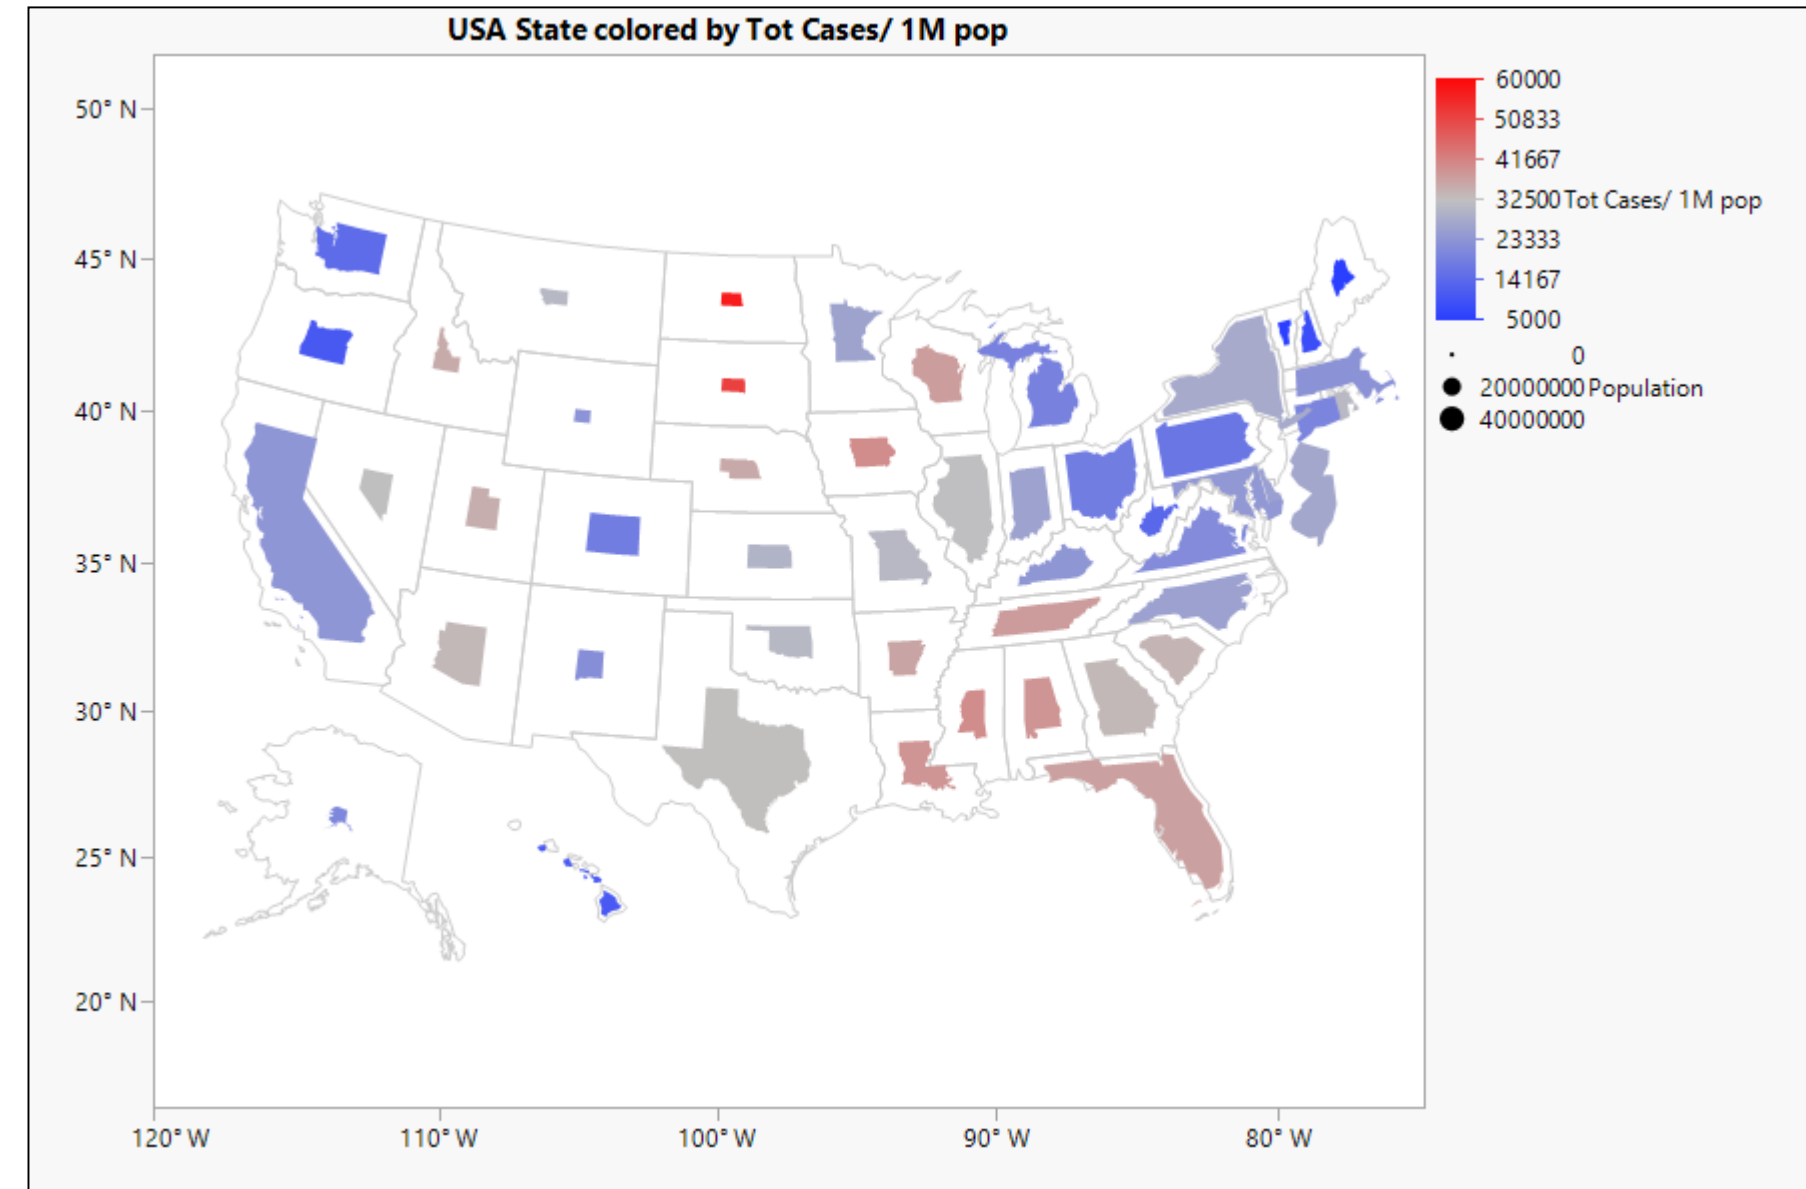 USA State colored by Tot Cases/ 1M pop
50° N
45° N
40° N
35° N
30° N
25° N
20° N
120° W
110° W
100° W
90° W
80° W
60000
50833
41667
32500 Tot Cases/ 1M pop
23333
14167
5000
0
20000000 Population
40000000